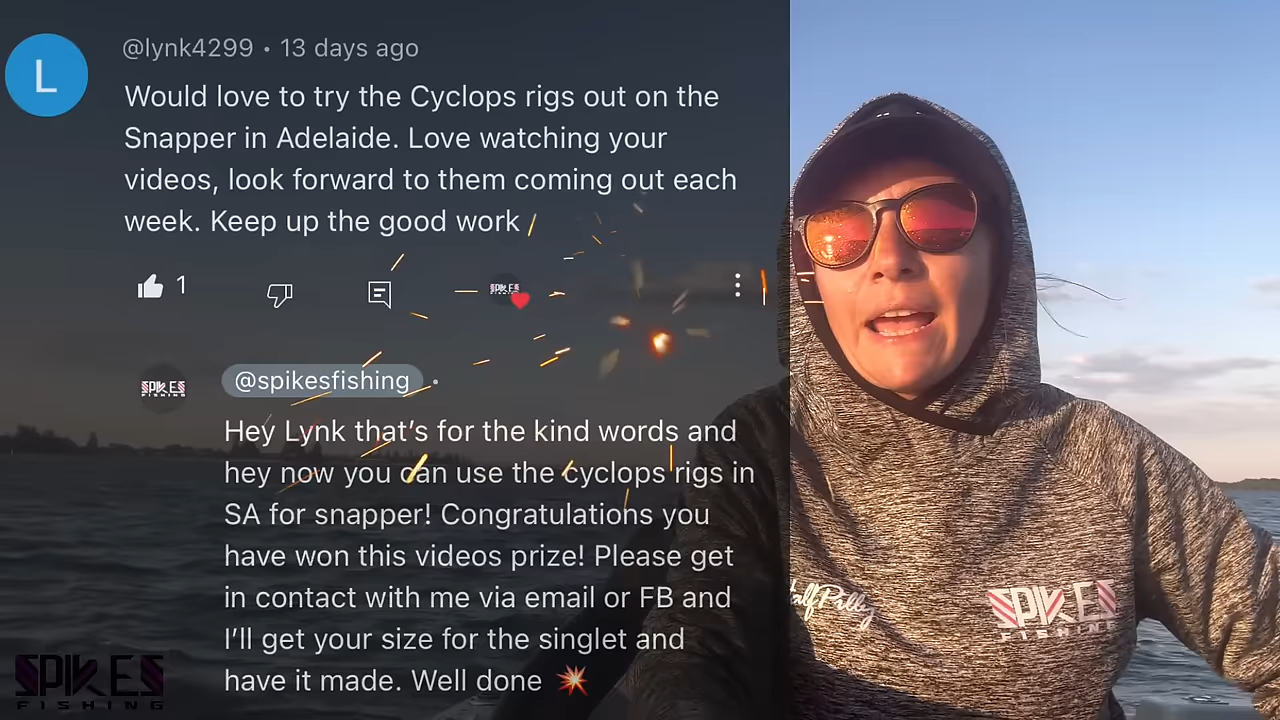 L
@lynk4299 • 13 days ago
Would love to try the Cyclops rigs out on the
Snapper in Adelaide. Love watching your
videos, look forward to them coming out each
week. Keep up the good work
1
SPIKES
SPIKES
FISHING
@spikesfishing
Hey Lynk that's for the kind words and
hey now you can use the cyclops rigs in
SA for snapper! Congratulations you
have won this videos prize! Please get
in contact with me via email or FB and
I'll get your size for the singlet and
have it made. Well done
SPIKES
FISHING
SPIKES
FISHING